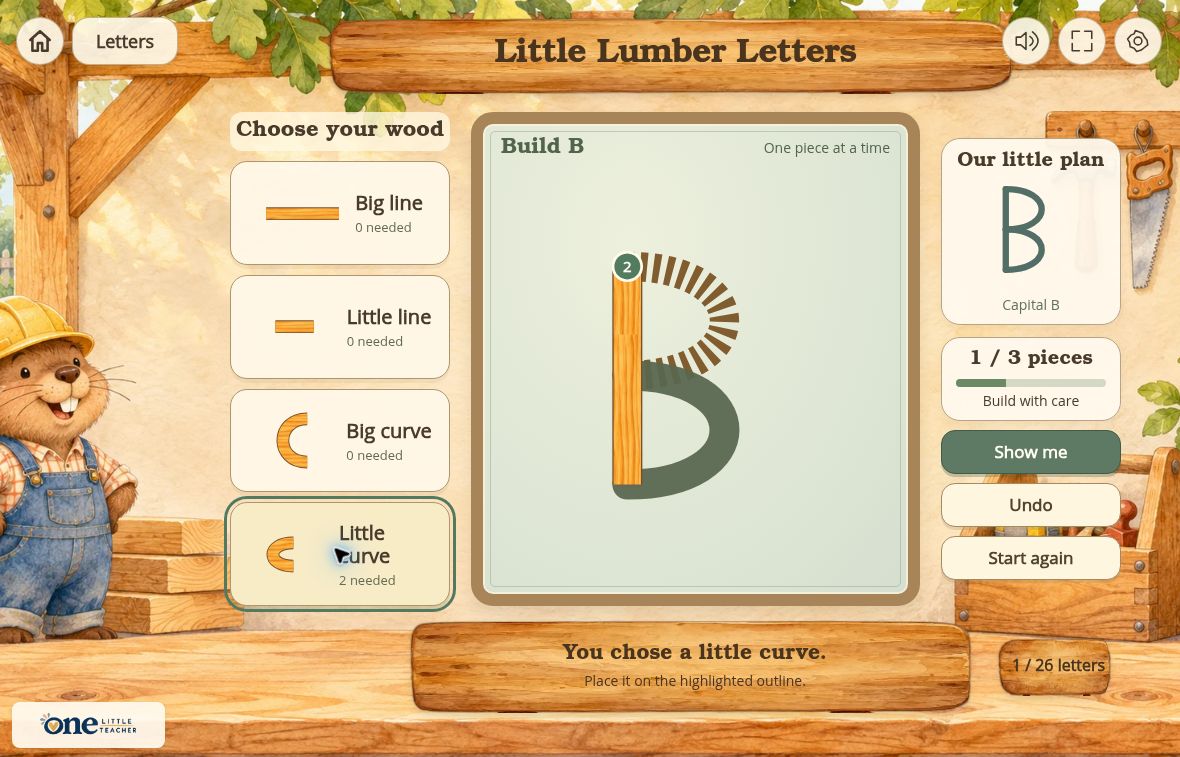 Letters
Little Lumber Letters
Choose your wood
Big line
0 needed
Little line
0 needed
Big curve
0 needed
Little
curve
2 needed
Build B
One piece at a time
2
Our little plan
B
Capital B
1 / 3 pieces
Build with care
Show me
Undo
Start again
You chose a little curve.
Place it on the highlighted outline.
1 / 26 letters
one LITTLE
TEACHER